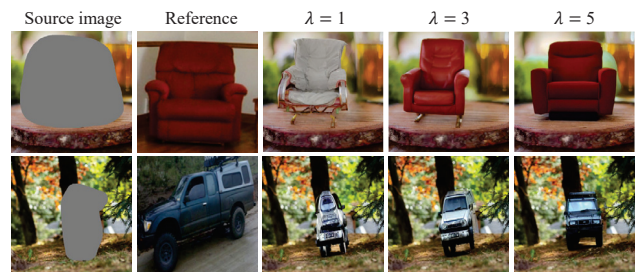 Source image Reference λ = 1 λ = 3 λ = 5